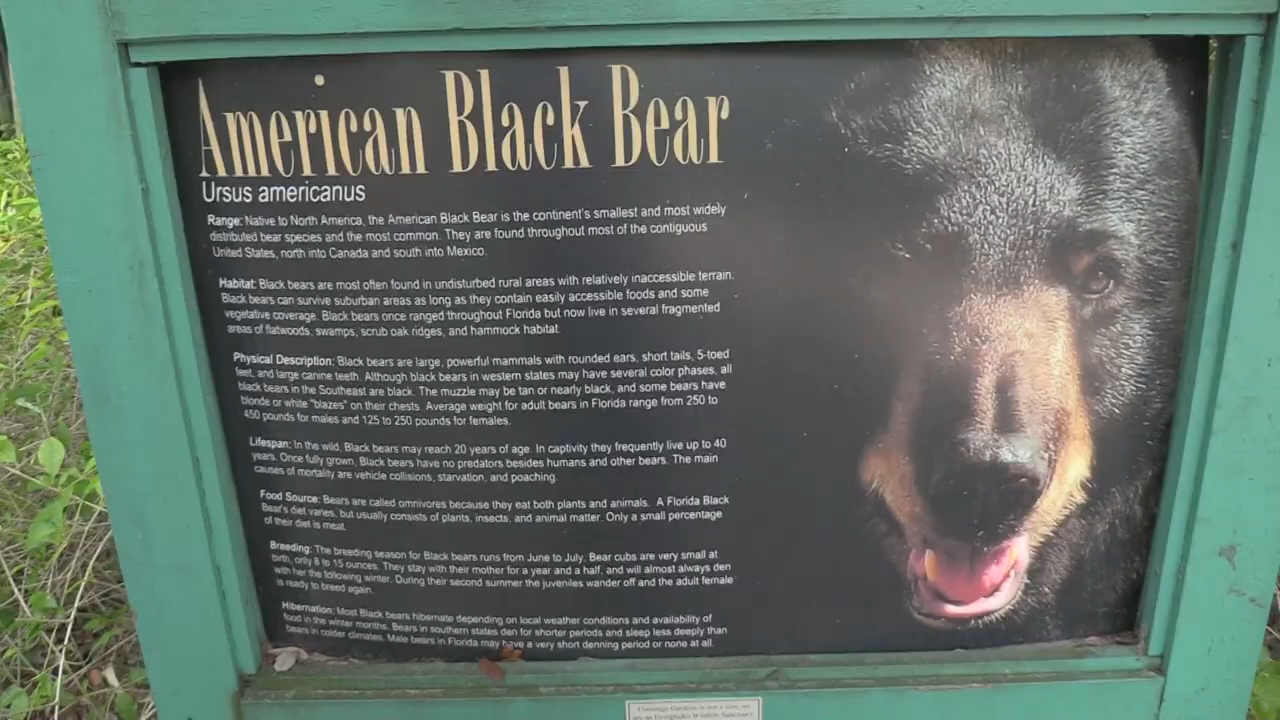 American Black Bear
Ursus americanus
Range: Native to North America, the American Black Bear is the continent's smallest and most widely
distributed bear species and the most common. They are found throughout most of the contiguous
United States, north into Canada and south into Mexico.
Habitat: Black bears are most often found in undisturbed rural areas with relatively inaccessible terrain.
Black bears can survive suburban areas as long as they contain easily accessible foods and some
vegetative coverage. Black bears once ranged throughout Florida but now live in several fragmented
areas of flatwoods, swamps, scrub oak ridges, and hammock habitat.
Physical Description: Black bears are large, powerful mammals with rounded ears, short tails, 5-toed
feet, and large canine teeth. Although black bears in western states may have several color phases, all
black bears in the Southeast are black. The muzzle may be tan or nearly black, and some bears have
blonde or white "blazes" on their chests. Average weight for adult bears in Florida range from 250 to
450 pounds for males and 125 to 250 pounds for females.
Lifespan: In the wild, Black bears may reach 20 years of age. In captivity they frequently live up to 40
years. Once fully grown, Black bears have no predators besides humans and other bears. The main
causes of mortality are vehicle collisions, starvation, and poaching.
Food Source: Bears are called omnivores because they eat both plants and animals. A Florida Black
Bear's diet varies, but usually consists of plants, insects, and animal matter. Only a small percentage
of their diet is meat.
Breeding: The breeding season for Black bears runs from June to July. Bear cubs are very small at
birth, only 8 to 15 ounces. They stay with their mother for a year and a half, and will almost always den
with her the following winter. During their second summer the juveniles wander off and the adult female
is ready to breed again.
Hibernation: Most Black bears hibernate depending on local weather conditions and availability of
food in the winter months. Bears in southern states den for shorter periods and sleep less deeply than
bears in colder climates. Male bears in Florida may have a very short denning period or none at all.
Flamingo Gardens is not a zoo, we
are an Everglades Wildlife Sanctuary